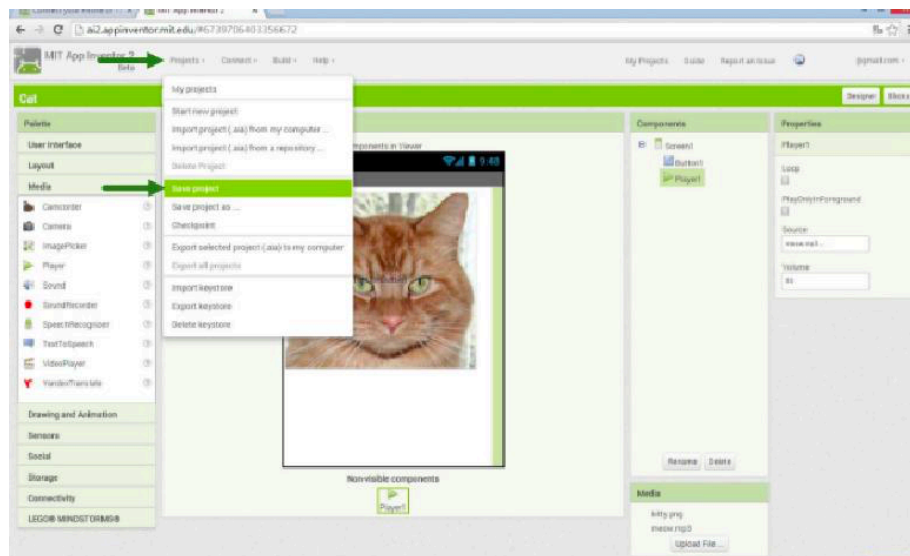 ai2.appinventor.mit.edu/#6739706403356672
MIT App Inventor 2
Beta
Projects
Connect
Build
Help
My Projects
Guide
Report an Issue
@gmail.com
Cat
Designer
Blocks
My projects
Start new project
Import project (.aia) from my computer ...
Import project (.aia) from a repository ...
Delete Project
Save project
Save project as ...
Checkpoint
Export selected project (.aia) to my computer
Export all projects
Import keystore
Export keystore
Delete keystore
Palette
User Interface
Layout
Media
Camcorder
Camera
ImagePicker
Player
Sound
SoundRecorder
SpeechRecognizer
TextToSpeech
VideoPlayer
YandexTranslate
Drawing and Animation
Sensors
Social
Storage
Connectivity
LEGO® MINDSTORMS®
components in Viewer
9:48
Non-visible components
Player1
Components
Screen1
Button1
Player1
Rename
Delete
Media
kitty.png
meow.mp3
Upload File ...
Properties
Player1
Loop
PlayOnlyInForeground
Source
meow.mp3...
Volume